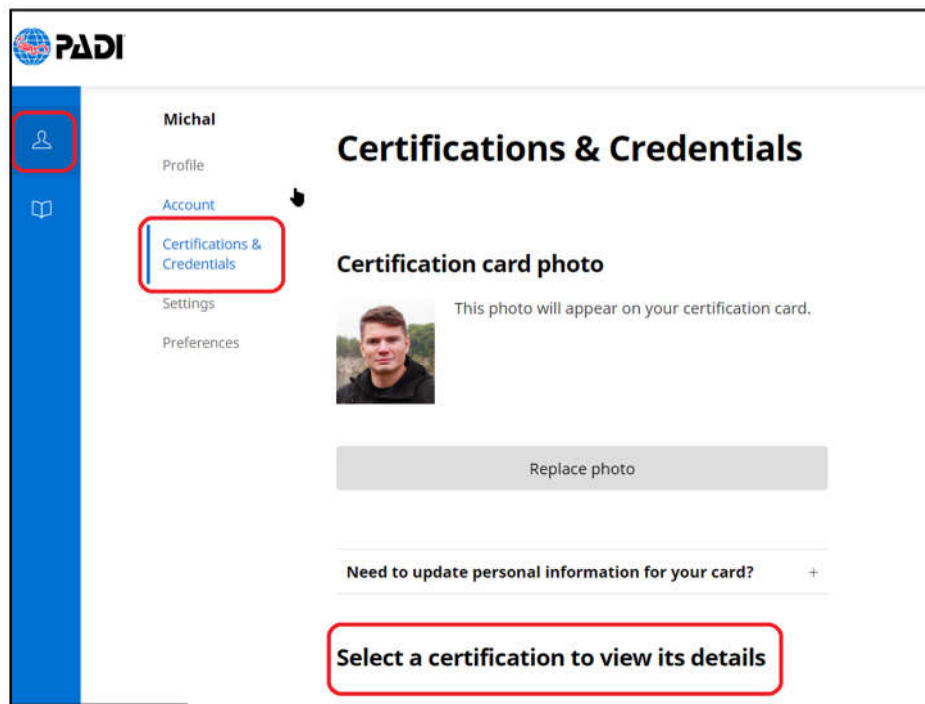 PADI
Michal
Profile
Account
Certifications &
Credentials
Settings
Preferences
Certifications & Credentials
Certification card photo
This photo will appear on your certification card.
Replace photo
Need to update personal information for your card? +
Select a certification to view its details